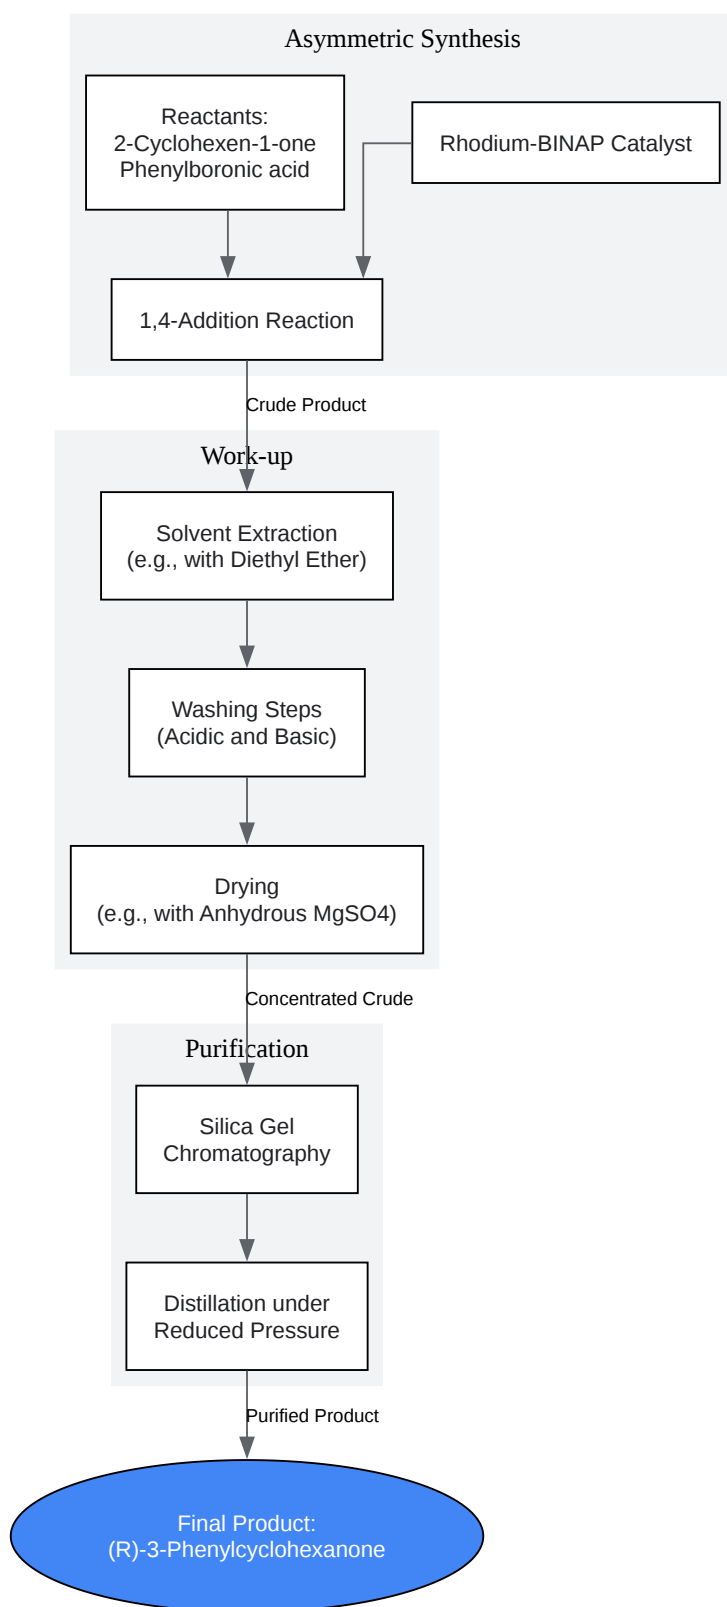 Asymmetric Synthesis
Reactants:
2-Cyclohexen-1-one
Phenylboronic acid
Rhodium-BINAP Catalyst
1,4-Addition Reaction
Crude Product
Work-up
Solvent Extraction
(e.g., with Diethyl Ether)
Washing Steps
(Acidic and Basic)
Drying
(e.g., with Anhydrous MgSO4)
Concentrated Crude
Purification
Silica Gel
Chromatography
Distillation under
Reduced Pressure
Purified Product
Final Product:
(R)-3-Phenylcyclohexanone